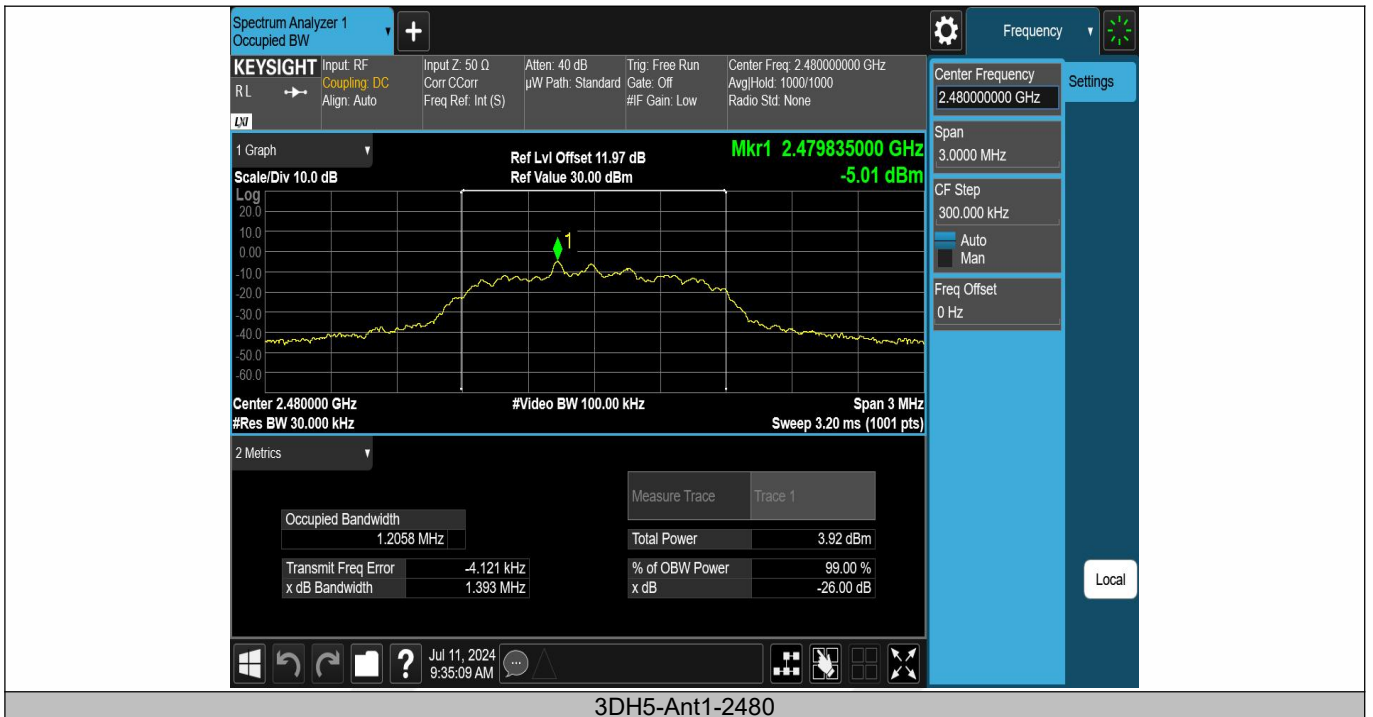 Spectrum Analyzer 1
Occupied BW
+
Frequency
KEYSIGHT
RL
LXI
Input: RF
Coupling: DC
Align: Auto
Input Z: 50 Ω
Corr CCorr
Freq Ref: Int (S)
Atten: 40 dB
µW Path: Standard
Trig: Free Run
Gate: Off
#IF Gain: Low
Center Freq: 2.480000000 GHz
Avg|Hold: 1000/1000
Radio Std: None
Center Frequency
2.480000000 GHz
Settings
Span
3.0000 MHz
CF Step
300.000 kHz
Auto
Man
Freq Offset
0 Hz
Local
1 Graph
Scale/Div 10.0 dB
Ref Lvl Offset 11.97 dB
Ref Value 30.00 dBm
Mkr1 2.479835000 GHz
-5.01 dBm
Log
20.0
10.0
0.00
-10.0
-20.0
-30.0
-40.0
-50.0
-60.0
1
Center 2.480000 GHz
#Video BW 100.00 kHz
Span 3 MHz
#Res BW 30.000 kHz
Sweep 3.20 ms (1001 pts)
2 Metrics
Measure Trace
Trace 1
Occupied Bandwidth
1.2058 MHz
Total Power
3.92 dBm
Transmit Freq Error
-4.121 kHz
% of OBW Power
99.00 %
x dB Bandwidth
1.393 MHz
x dB
-26.00 dB
?
Jul 11, 2024
9:35:09 AM
3DH5-Ant1-2480